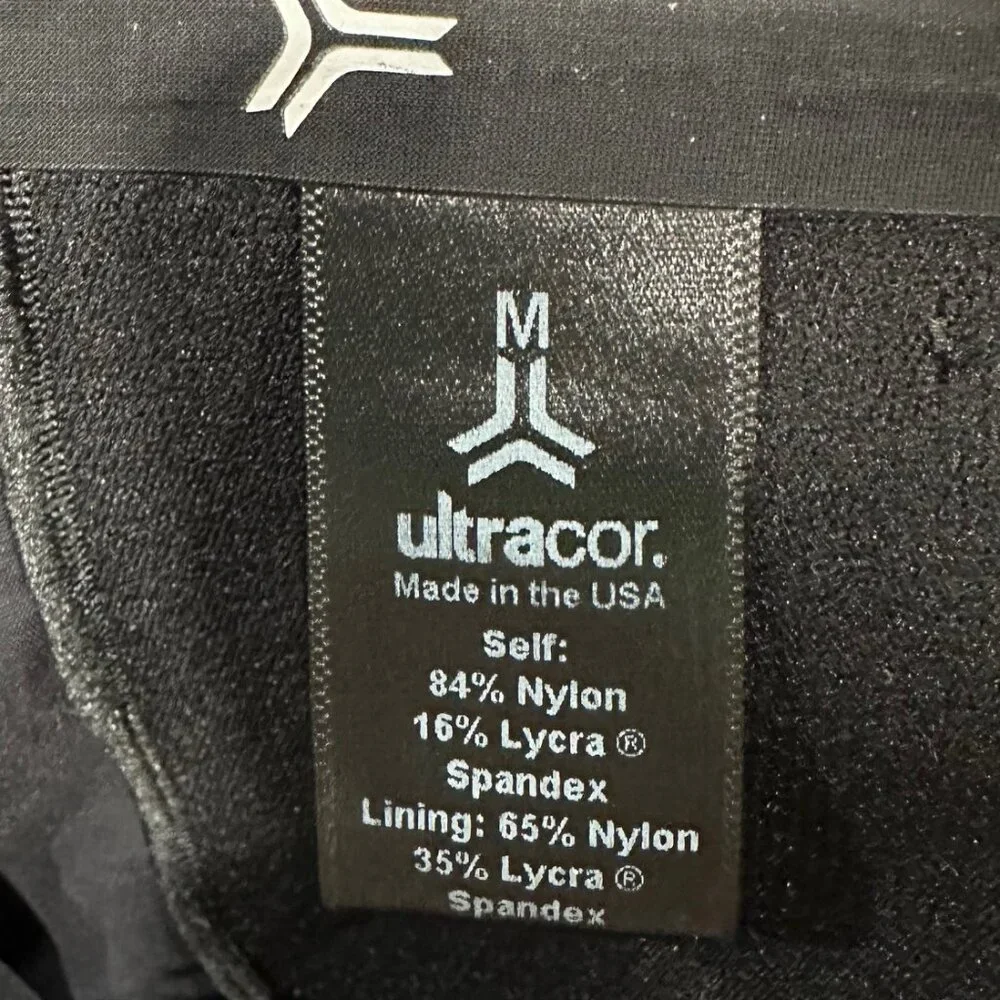 M
ultracor.
Made in the USA
Self:
84% Nylon
16% Lycra ®
Spandex
Lining: 65% Nylon
35% Lycra ®
Spandex